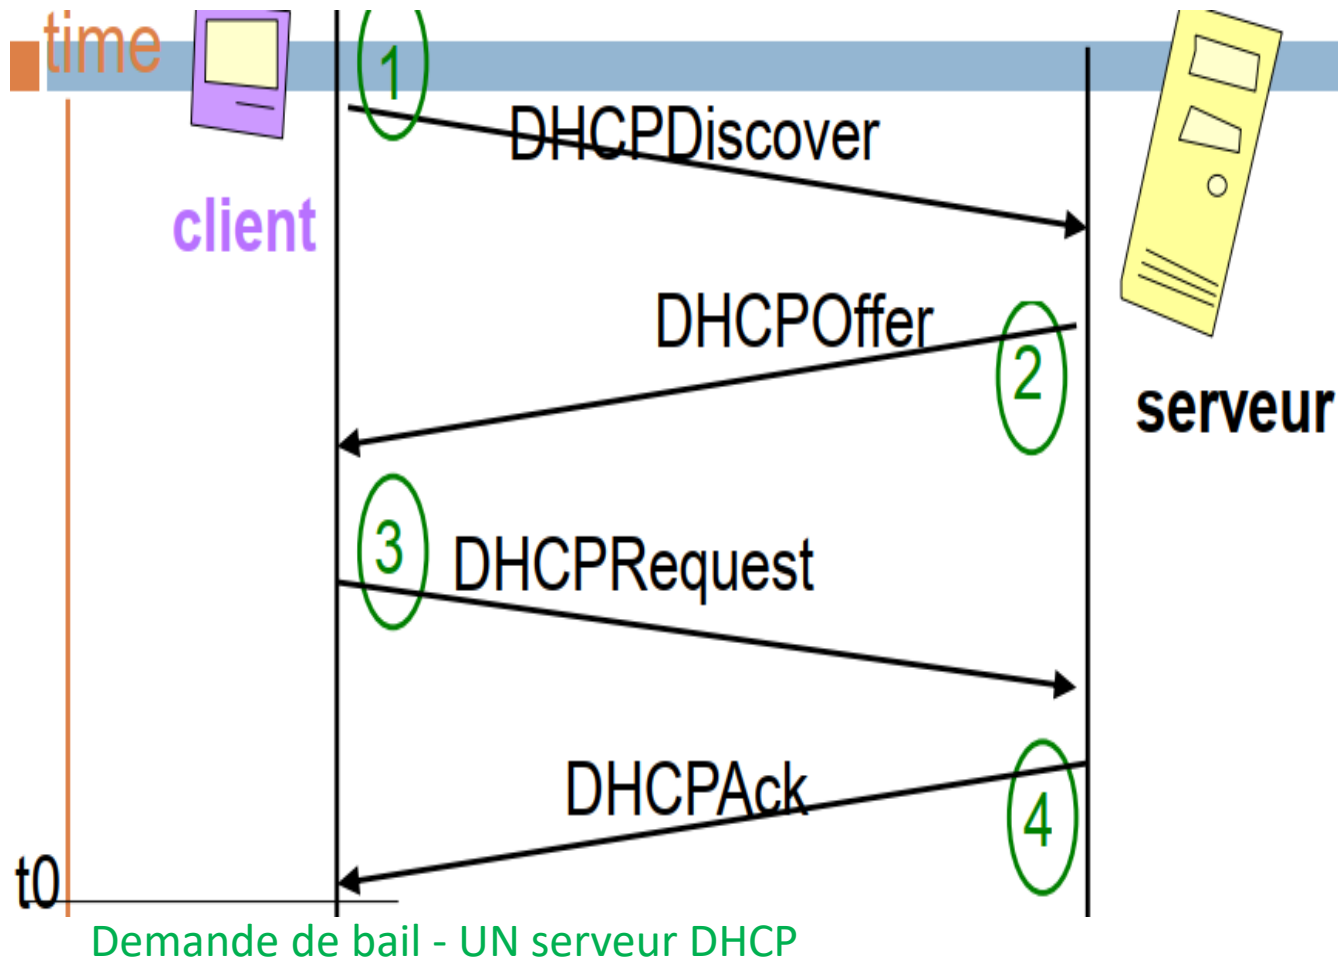 time
1
DHCPDiscover
client
DHCPOffer
2
serveur
3
DHCPRequest
DHCPAck
4
t0
Demande de bail - UN serveur DHCP